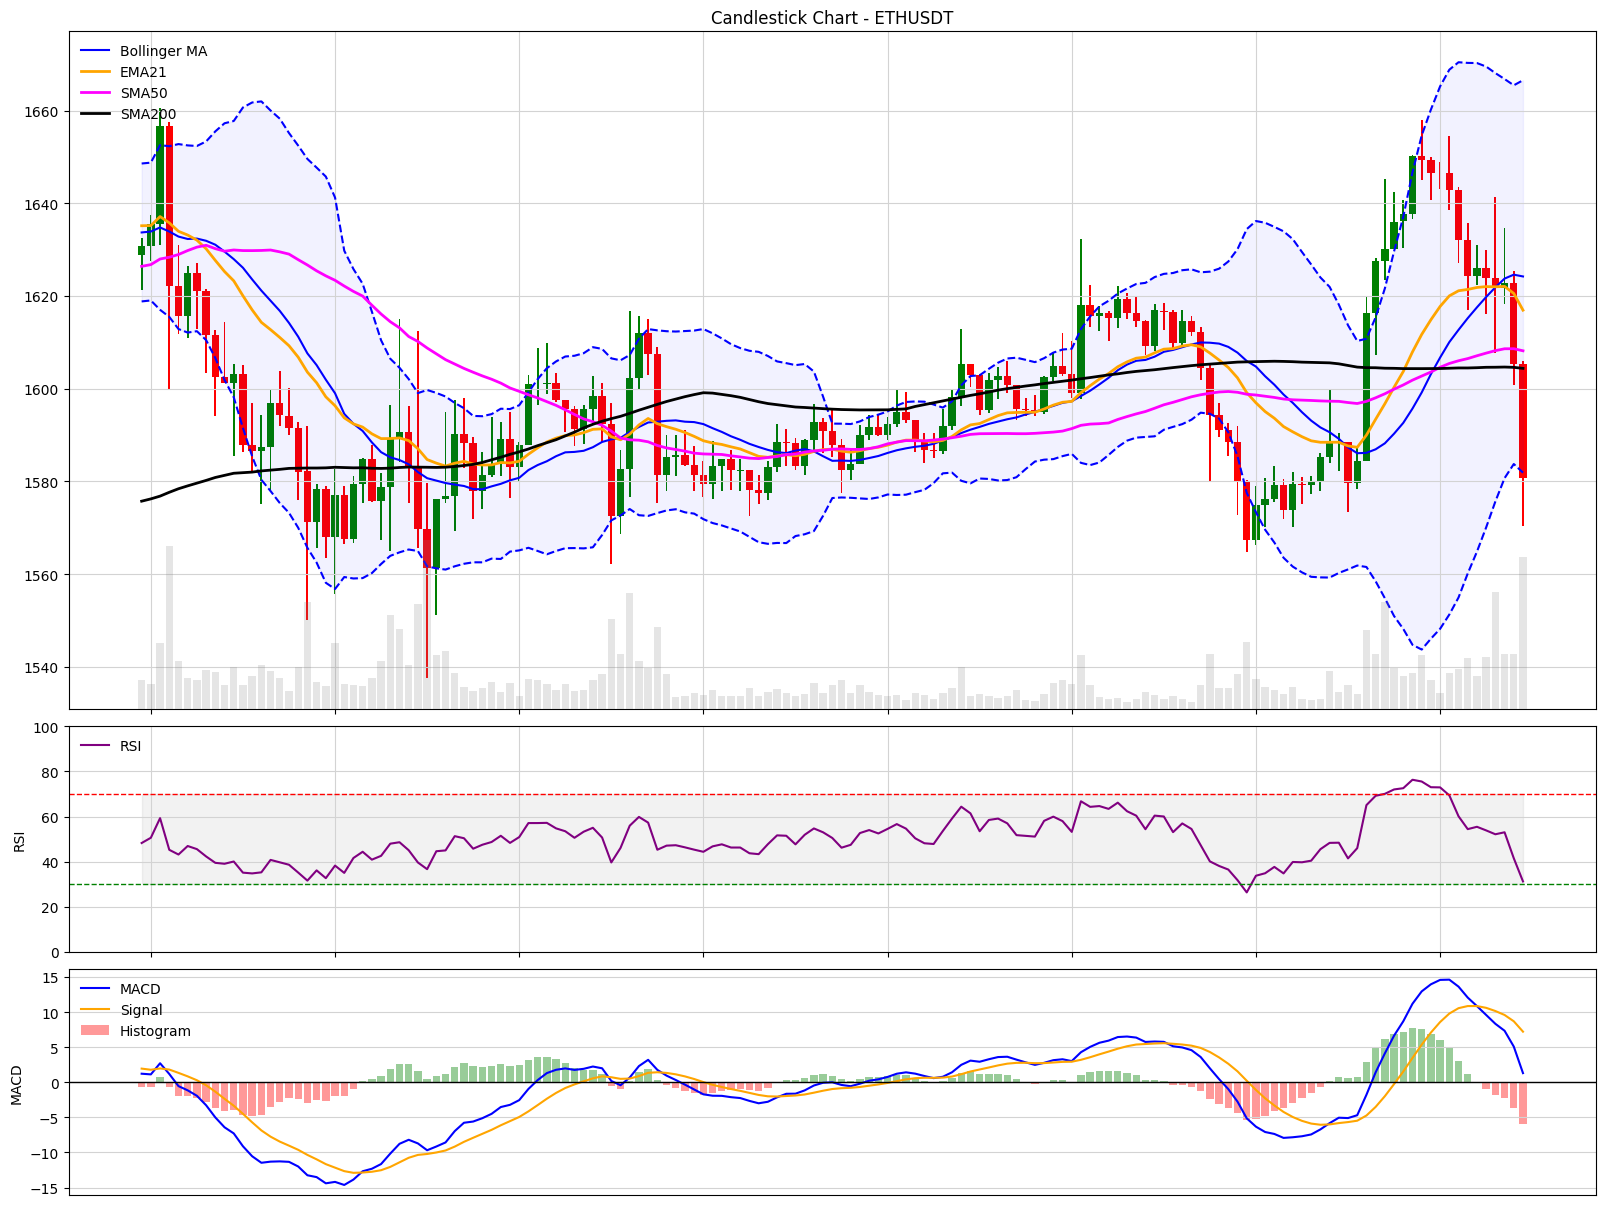 Candlestick Chart - ETHUSDT
Bollinger MA
EMA21
SMA50
SMA200
1660
1640
1620
1600
1580
1560
1540
RSI
100
80
60
40
20
0
RSI
MACD
Signal
Histogram
15
10
5
0
−5
−10
−15
MACD